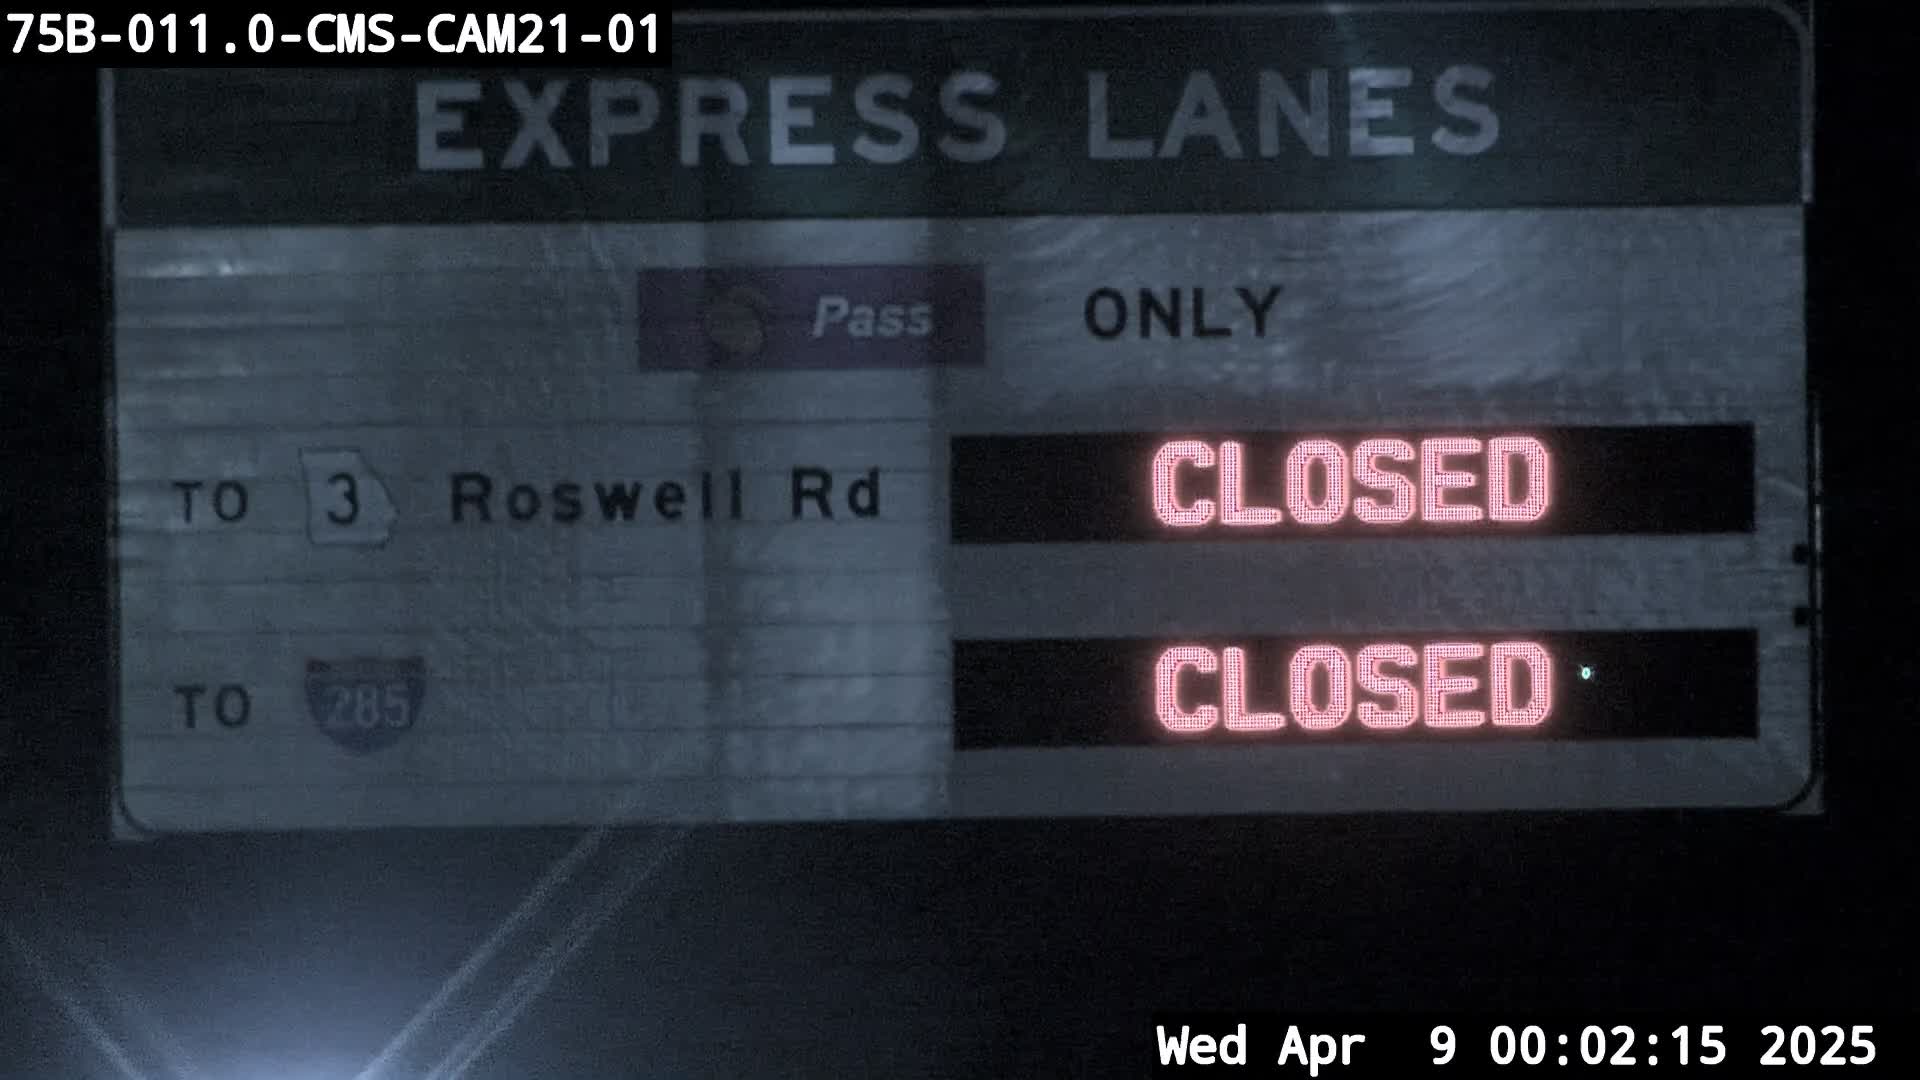 75B-011.0-CMS-CAM21-01
EXPRESS LANES
Pass ONLY
TO 3 Roswell Rd CLOSED
TO 285 CLOSED
Wed Apr 9 00:02:15 2025